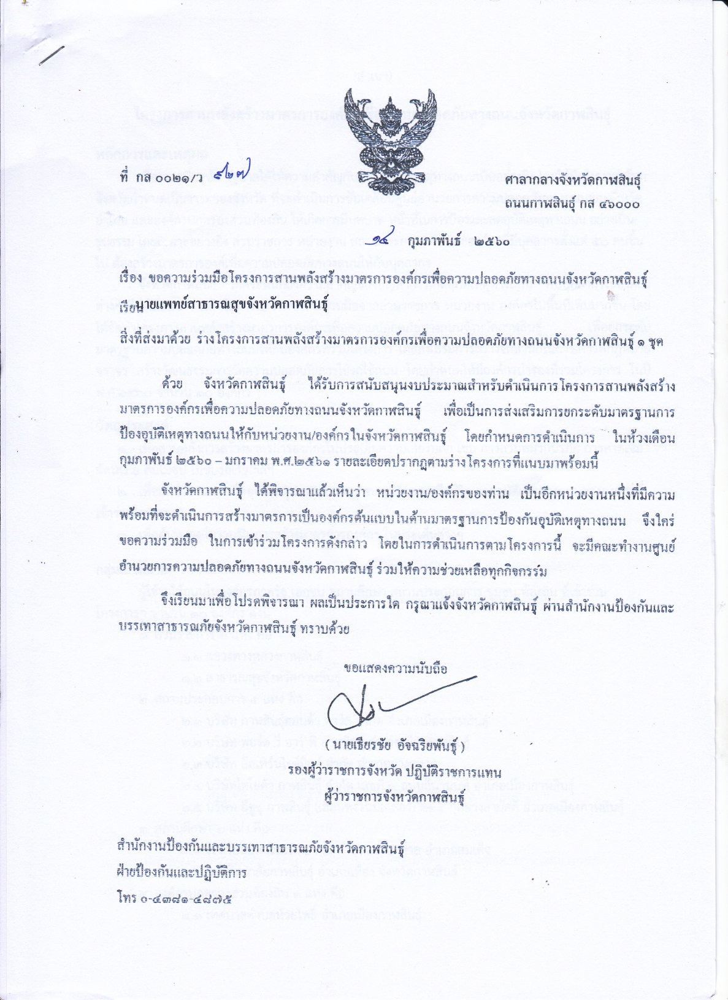 ที่ กส ๐๐๒๑/ว ๙๒๗
ศาลากลางจังหวัดกาฬสินธุ์
ถนนกาฬสินธุ์ กส ๔๖๐๐๐
๑๔ กุมภาพันธ์ ๒๕๖๐
เรื่อง ขอความร่วมมือโครงการสานพลังสร้างมาตรการองค์กรเพื่อความปลอดภัยทางถนนจังหวัดกาฬสินธุ์
เรียน นายแพทย์สาธารณสุขจังหวัดกาฬสินธุ์
สิ่งที่ส่งมาด้วย ร่างโครงการสานพลังสร้างมาตรการองค์กรเพื่อความปลอดภัยทางถนนจังหวัดกาฬสินธุ์ ๑ ชุด
ด้วย จังหวัดกาฬสินธุ์ ได้รับการสนับสนุนงบประมาณสำหรับดำเนินการโครงการสานพลังสร้าง
มาตรการองค์กรเพื่อความปลอดภัยทางถนนจังหวัดกาฬสินธุ์ เพื่อเป็นการส่งเสริมการยกระดับมาตรฐานการ
ป้องอุบัติเหตุทางถนนให้กับหน่วยงาน/องค์กรในจังหวัดกาฬสินธุ์ โดยกำหนดการดำเนินการ ในห้วงเดือน
กุมภาพันธ์ ๒๕๖๐ – มกราคม พ.ศ.๒๕๖๑ รายละเอียดปรากฏตามร่างโครงการที่แนบมาพร้อมนี้
จังหวัดกาฬสินธุ์ ได้พิจารณาแล้วเห็นว่า หน่วยงาน/องค์กรของท่าน เป็นอีกหน่วยงานหนึ่งที่มีความ
พร้อมที่จะดำเนินการสร้างมาตรการเป็นองค์กรต้นแบบในด้านมาตรฐานการป้องกันอุบัติเหตุทางถนน จึงใคร่
ขอความร่วมมือ ในการเข้าร่วมโครงการดังกล่าว โดยในการดำเนินการตามโครงการนี้ จะมีคณะทำงานศูนย์
อำนวยการความปลอดภัยทางถนนจังหวัดกาฬสินธุ์ ร่วมให้ความช่วยเหลือทุกกิจกรรม
จึงเรียนมาเพื่อโปรดพิจารณา ผลเป็นประการใด กรุณาแจ้งจังหวัดกาฬสินธุ์ ผ่านสำนักงานป้องกันและ
บรรเทาสาธารณภัยจังหวัดกาฬสินธุ์ ทราบด้วย
ขอแสดงความนับถือ
( นายเธียรชัย อัจฉริยพันธุ์ )
รองผู้ว่าราชการจังหวัด ปฏิบัติราชการแทน
ผู้ว่าราชการจังหวัดกาฬสินธุ์
สำนักงานป้องกันและบรรเทาสาธารณภัยจังหวัดกาฬสินธุ์
ฝ่ายป้องกันและปฏิบัติการ
โทร ๐-๔๓๘๑-๔๘๗๕